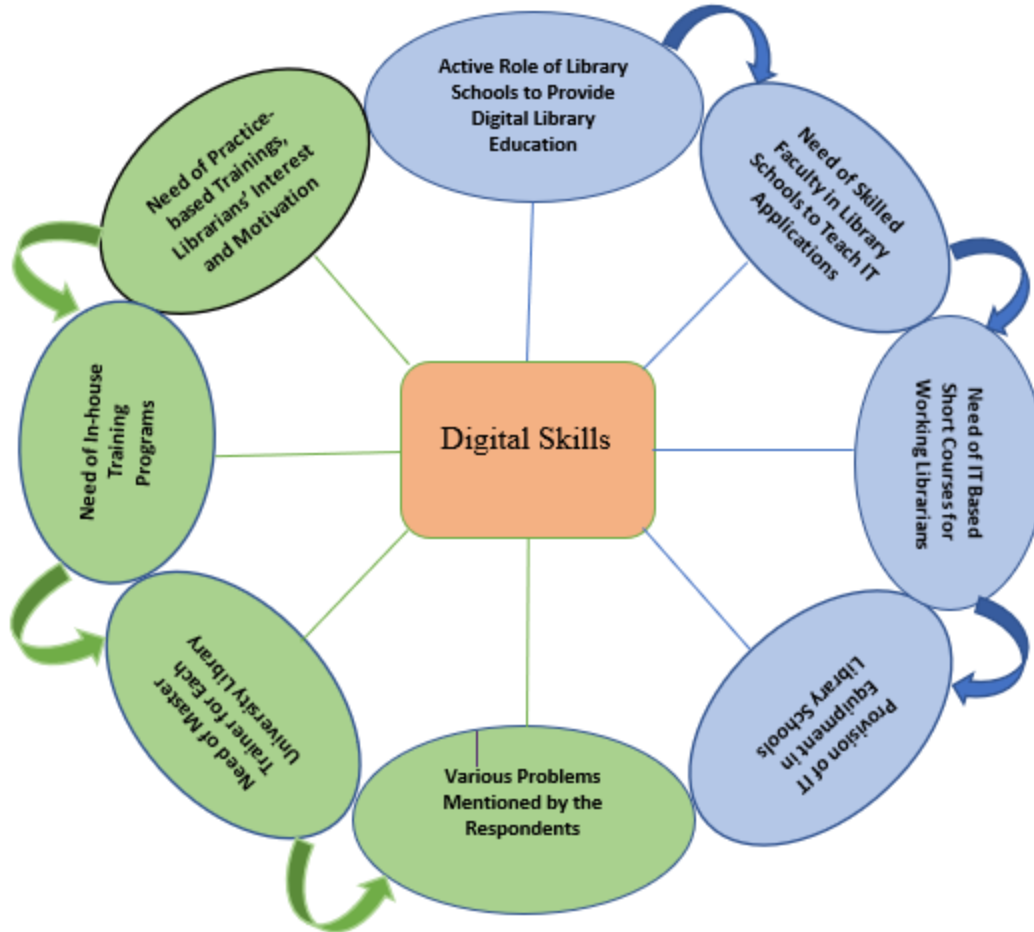 Active Role of Library
Schools to Provide
Digital Library
Education
Need of Skilled
Faculty in Library
Schools to Teach IT
Applications
Need of IT Based
Short Courses for
Working Librarians
Provision of IT
Equipment in
Library Schools
Various Problems
Mentioned by the
Respondents
Need of Master
Trainer for Each
University Library
Need of In-house
Training
Programs
Need of Practice-
based Trainings,
Librarians’ Interest
and Motivation
Digital Skills